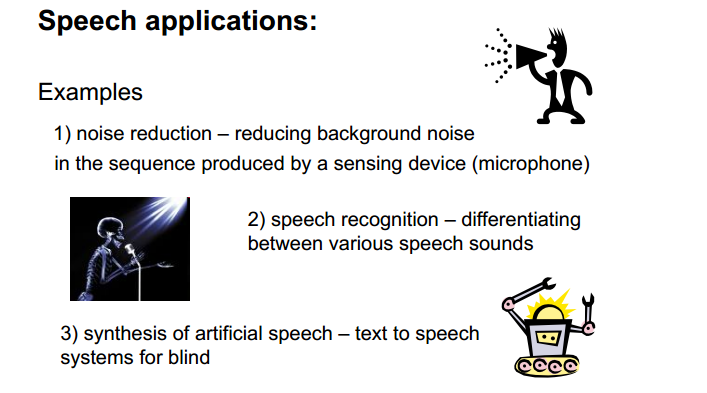 Speech applications:
Examples
1) noise reduction – reducing background noise
in the sequence produced by a sensing device (microphone)
2) speech recognition – differentiating
between various speech sounds
3) synthesis of artificial speech – text to speech
systems for blind